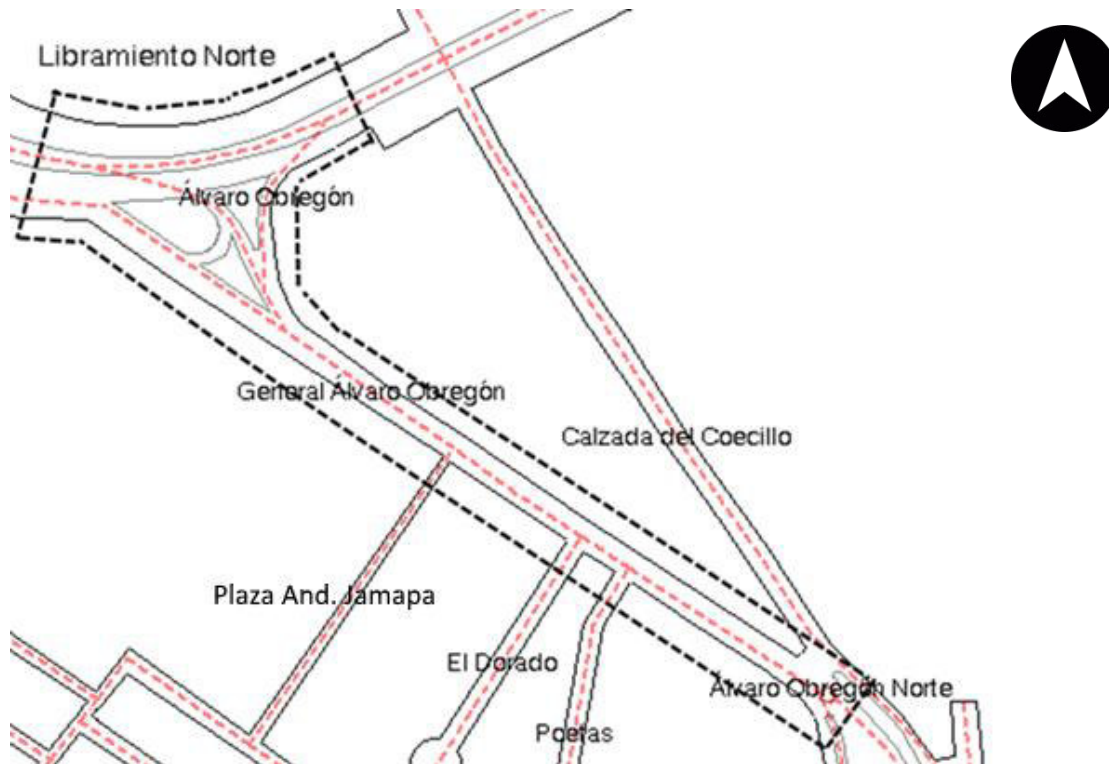 Libramiento Norte
Álvaro Obregón
General Álvaro Obregón
Calzada del Coecillo
Plaza And. Jamapa
El Dorado
Álvaro Obregón Norte
Poetas